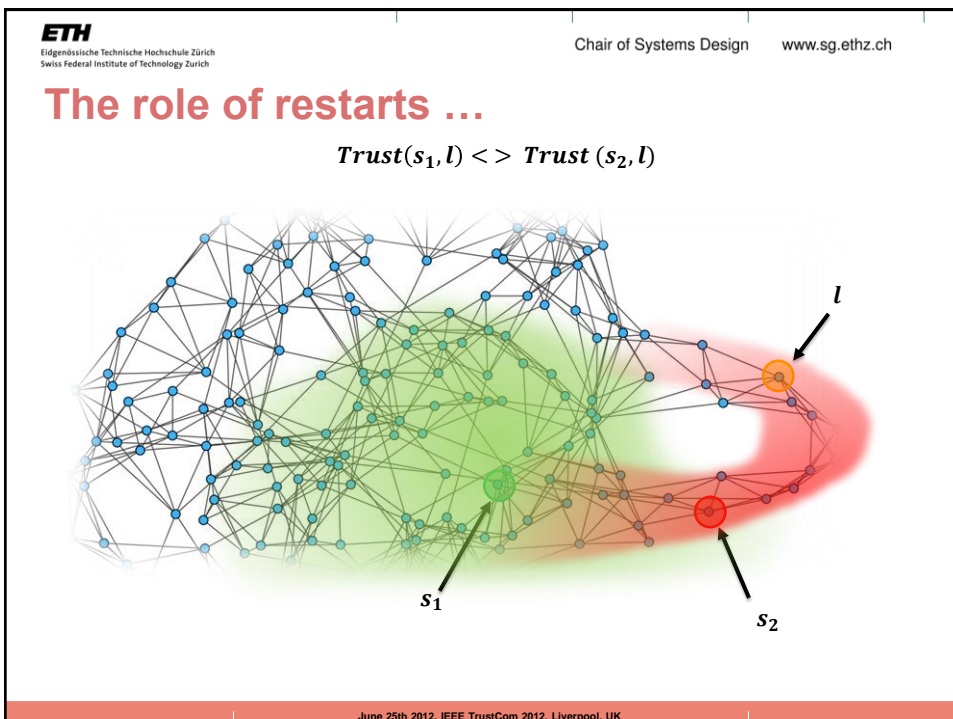 ETH
Eidgenössische Technische Hochschule Zürich
Swiss Federal Institute of Technology Zurich
Chair of Systems Design www.sg.ethz.ch
The role of restarts …
Trust(s₁, l) < > Trust (s₂, l)
l
s₁
s₂
June 25th 2012, IEEE TrustCom 2012, Liverpool, UK